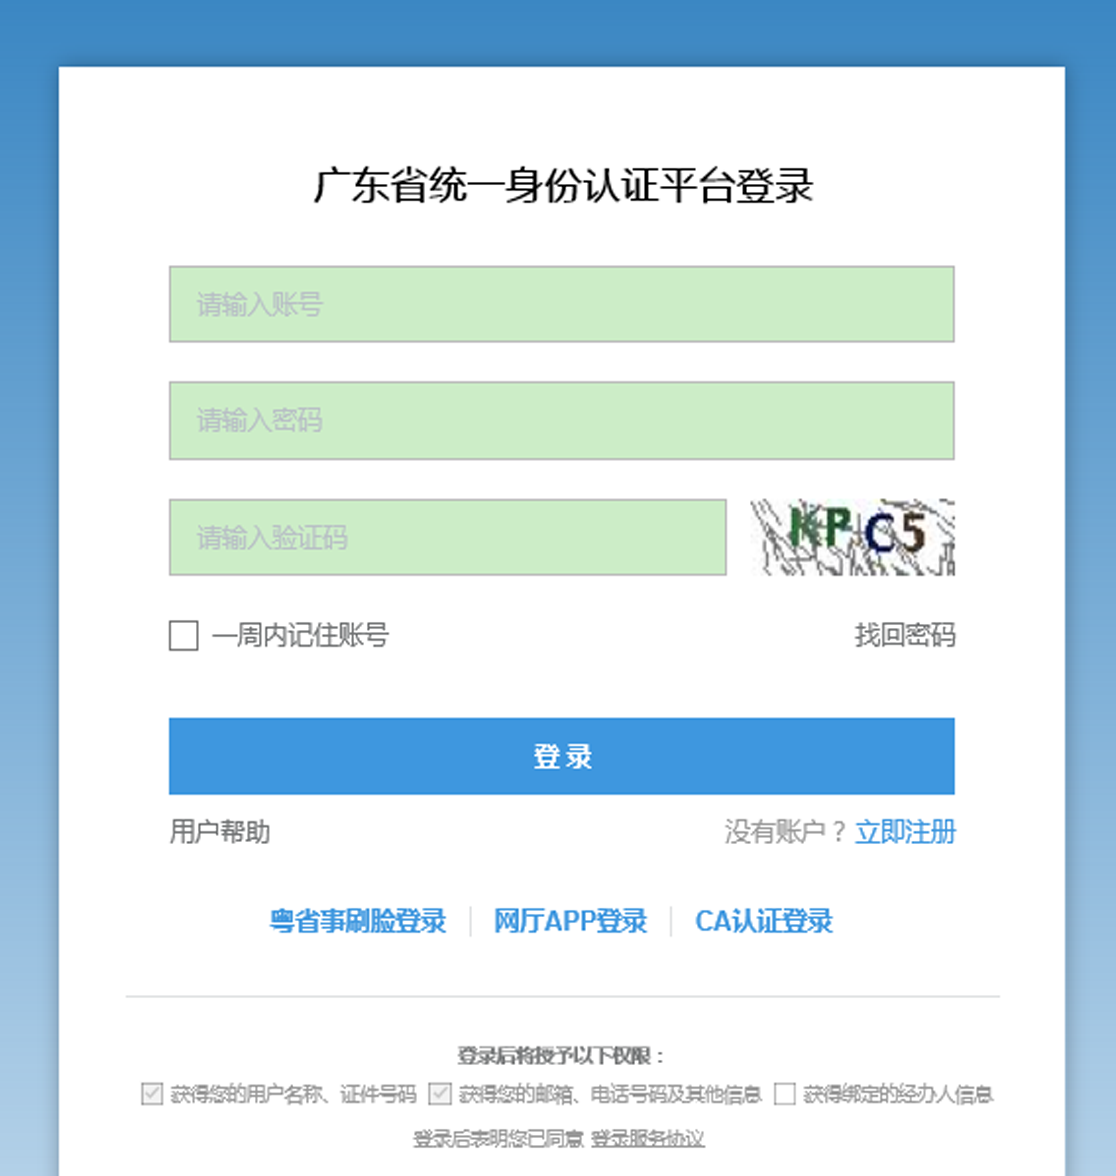 广东省统一身份认证平台登录
请输入账号
请输入密码
请输入验证码 KPC5
一周内记住账号 找回密码
登录
用户帮助 没有账户？立即注册
粤省事刷脸登录 网厅APP登录 CA认证登录
登录后将授予以下权限：
获得您的用户名称、证件号码 获得您的邮箱、电话号码及其他信息 获得绑定的经办人信息
登录后表明您已同意 登录服务协议